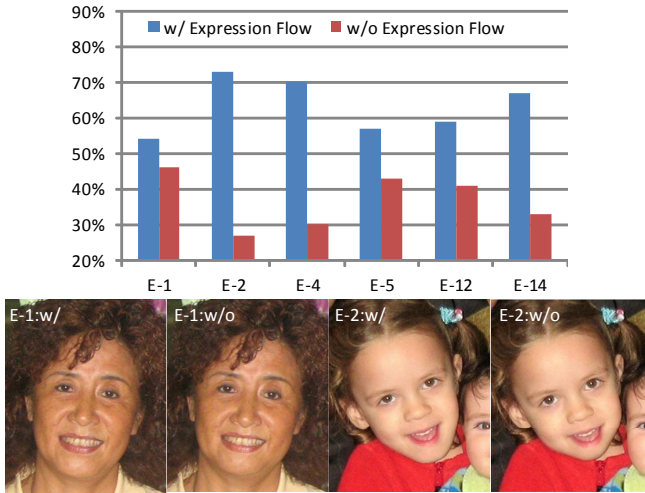 90%
w/ Expression Flow w/o Expression Flow
80%
70%
60%
50%
40%
30%
20%
E-1 E-2 E-4 E-5 E-12 E-14
E-1:w/ E-1:w/o E-2:w/ E-2:w/o